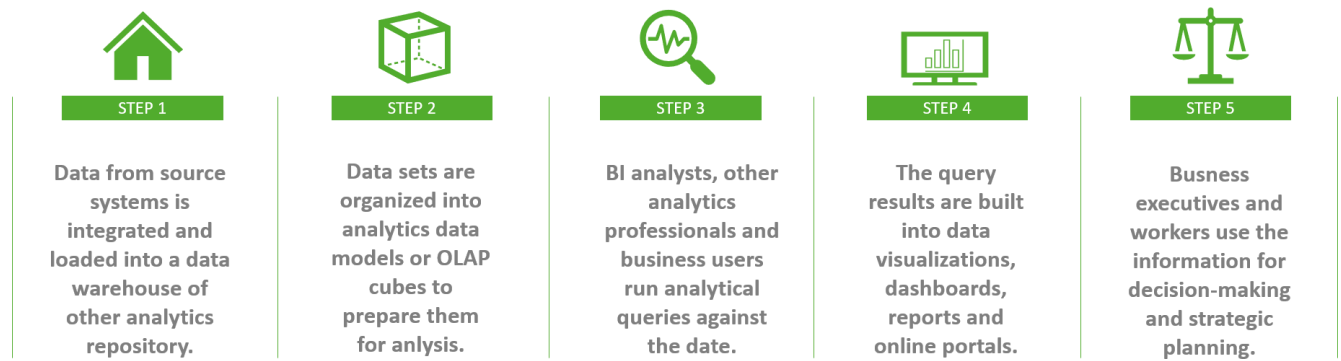 STEP 1
Data from source
systems is
integrated and
loaded into a data
warehouse of
other analytics
repository.
STEP 2
Data sets are
organized into
analytics data
models or OLAP
cubes to
prepare them
for anlysis.
STEP 3
BI analysts, other
analytics
professionals and
business users
run analytical
queries against
the date.
STEP 4
The query
results are built
into data
visualizations,
dashboards,
reports and
online portals.
STEP 5
Busness
executives and
workers use the
information for
decision-making
and strategic
planning.